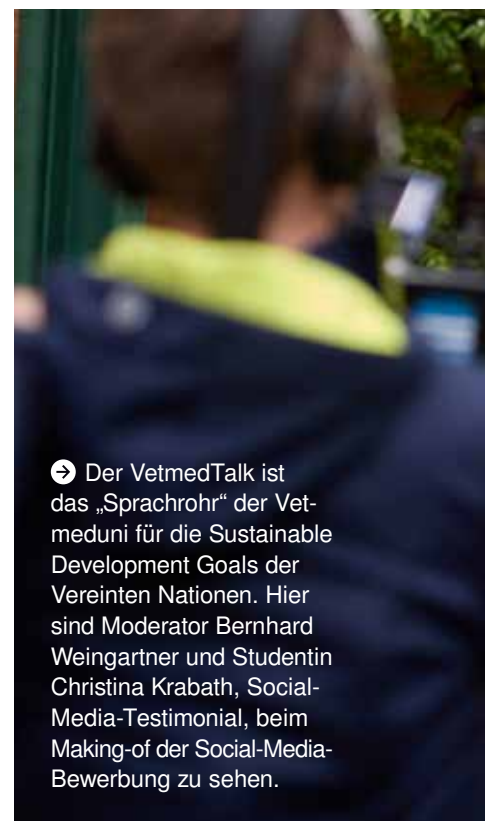 Der VetmedTalk ist
das „Sprachrohr“ der Vet-
meduni für die Sustainable
Development Goals der
Vereinten Nationen. Hier
sind Moderator Bernhard
Weingartner und Studentin
Christina Krabath, Social-
Media-Testimonial, beim
Making-of der Social-Media-
Bewerbung zu sehen.